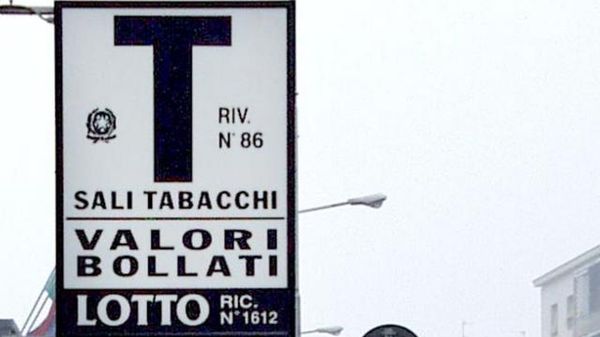 T
RIV.
N° 86
SALI TABACCHI
VALORI
BOLLATI
LOTTO RIC. N° 1612